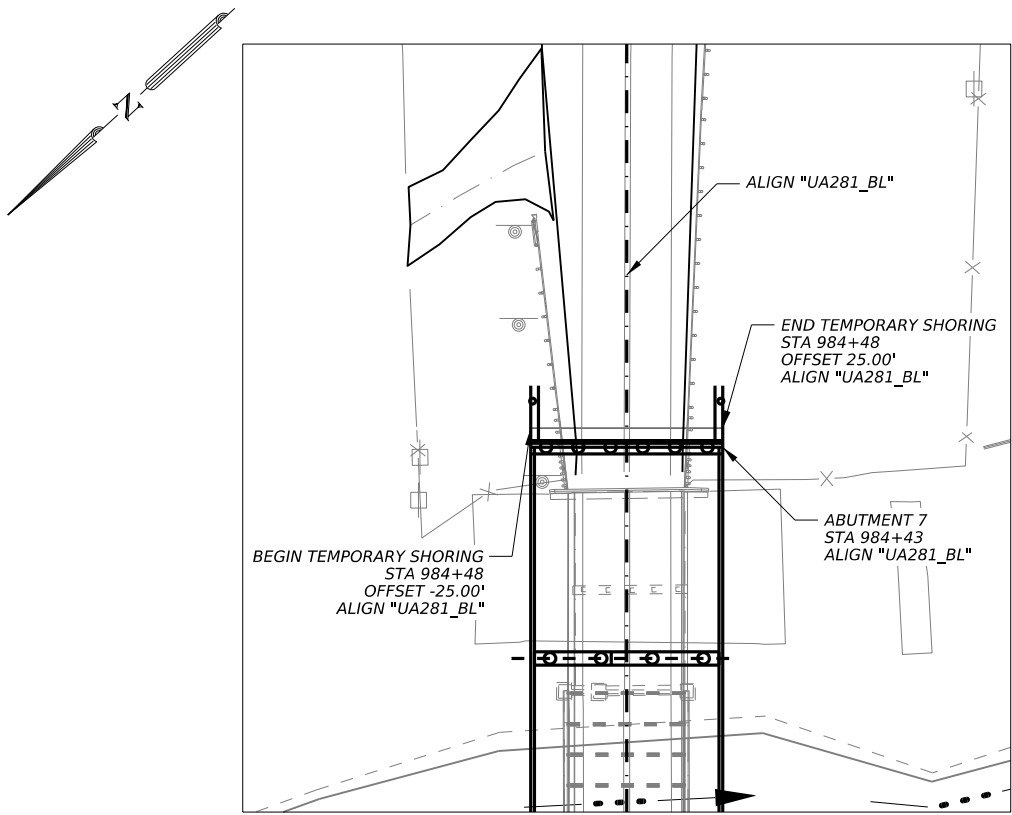 N
ALIGN "UA281_BL"
END TEMPORARY SHORING
STA 984+48
OFFSET 25.00'
ALIGN "UA281_BL"
ABUTMENT 7
STA 984+43
ALIGN "UA281_BL"
BEGIN TEMPORARY SHORING
STA 984+48
OFFSET -25.00'
ALIGN "UA281_BL"